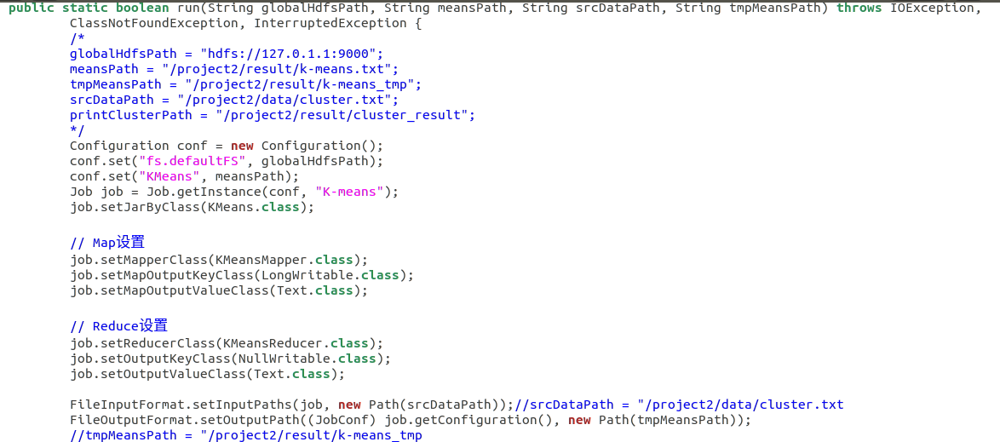 public static boolean run(String globalHdfsPath, String meansPath, String srcDataPath, String tmpMeansPath) throws IOException,
        ClassNotFoundException, InterruptedException {
        /*
        globalHdfsPath = "hdfs://127.0.1.1:9000";
        meansPath = "/project2/result/k-means.txt";
        tmpMeansPath = "/project2/result/k-means_tmp";
        srcDataPath = "/project2/data/cluster.txt";
        printClusterPath = "/project2/result/cluster_result";
        */
        Configuration conf = new Configuration();
        conf.set("fs.defaultFS", globalHdfsPath);
        conf.set("KMeans", meansPath);
        Job job = Job.getInstance(conf, "K-means");
        job.setJarByClass(KMeans.class);

        // Map设置
        job.setMapperClass(KMeansMapper.class);
        job.setMapOutputKeyClass(LongWritable.class);
        job.setMapOutputValueClass(Text.class);

        // Reduce设置
        job.setReducerClass(KMeansReducer.class);
        job.setOutputKeyClass(NullWritable.class);
        job.setOutputValueClass(Text.class);

        FileInputFormat.setInputPaths(job, new Path(srcDataPath));//srcDataPath = "/project2/data/cluster.txt
        FileOutputFormat.setOutputPath((JobConf) job.getConfiguration(), new Path(tmpMeansPath));
        //tmpMeansPath = "/project2/result/k-means_tmp